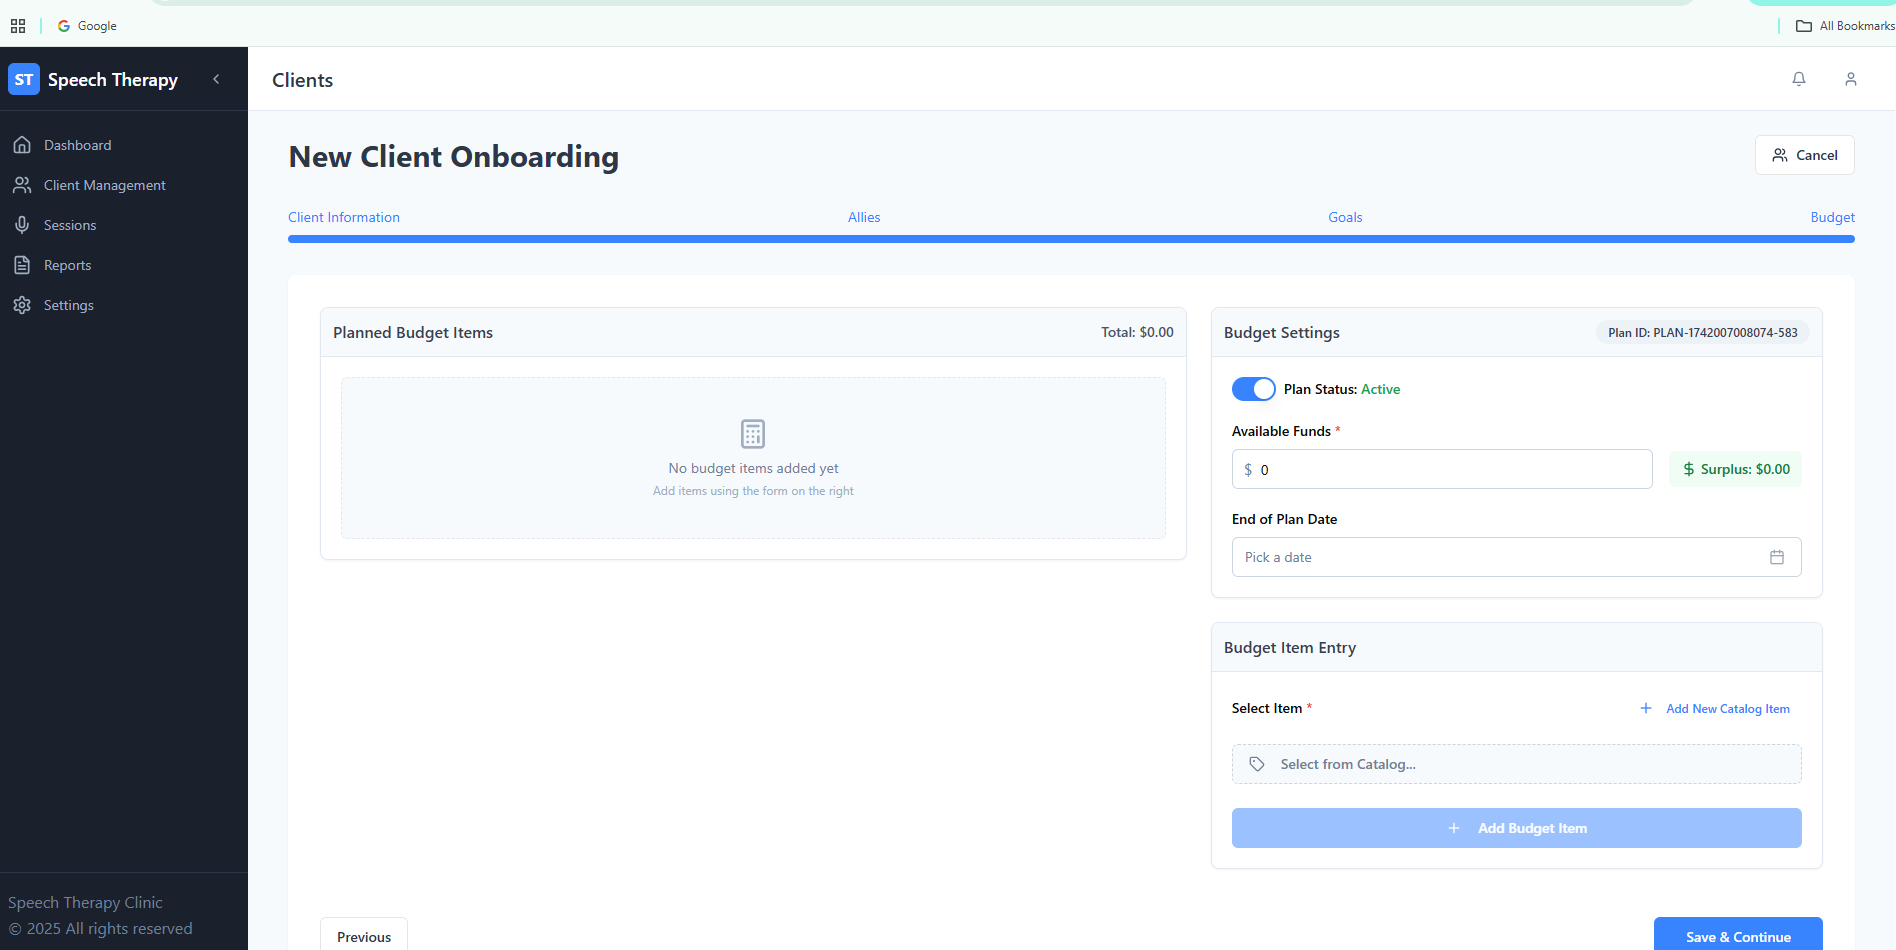 Google
All Bookmarks
ST Speech Therapy
Clients
Dashboard
Client Management
Sessions
Reports
Settings
New Client Onboarding
Cancel
Client Information
Allies
Goals
Budget
Planned Budget Items
Total: $0.00
No budget items added yet
Add items using the form on the right
Budget Settings
Plan ID: PLAN-1742007008074-583
Plan Status: Active
Available Funds *
$ 0
$ Surplus: $0.00
End of Plan Date
Pick a date
Budget Item Entry
Select Item *
+ Add New Catalog Item
Select from Catalog...
+ Add Budget Item
Previous
Save & Continue
Speech Therapy Clinic
© 2025 All rights reserved